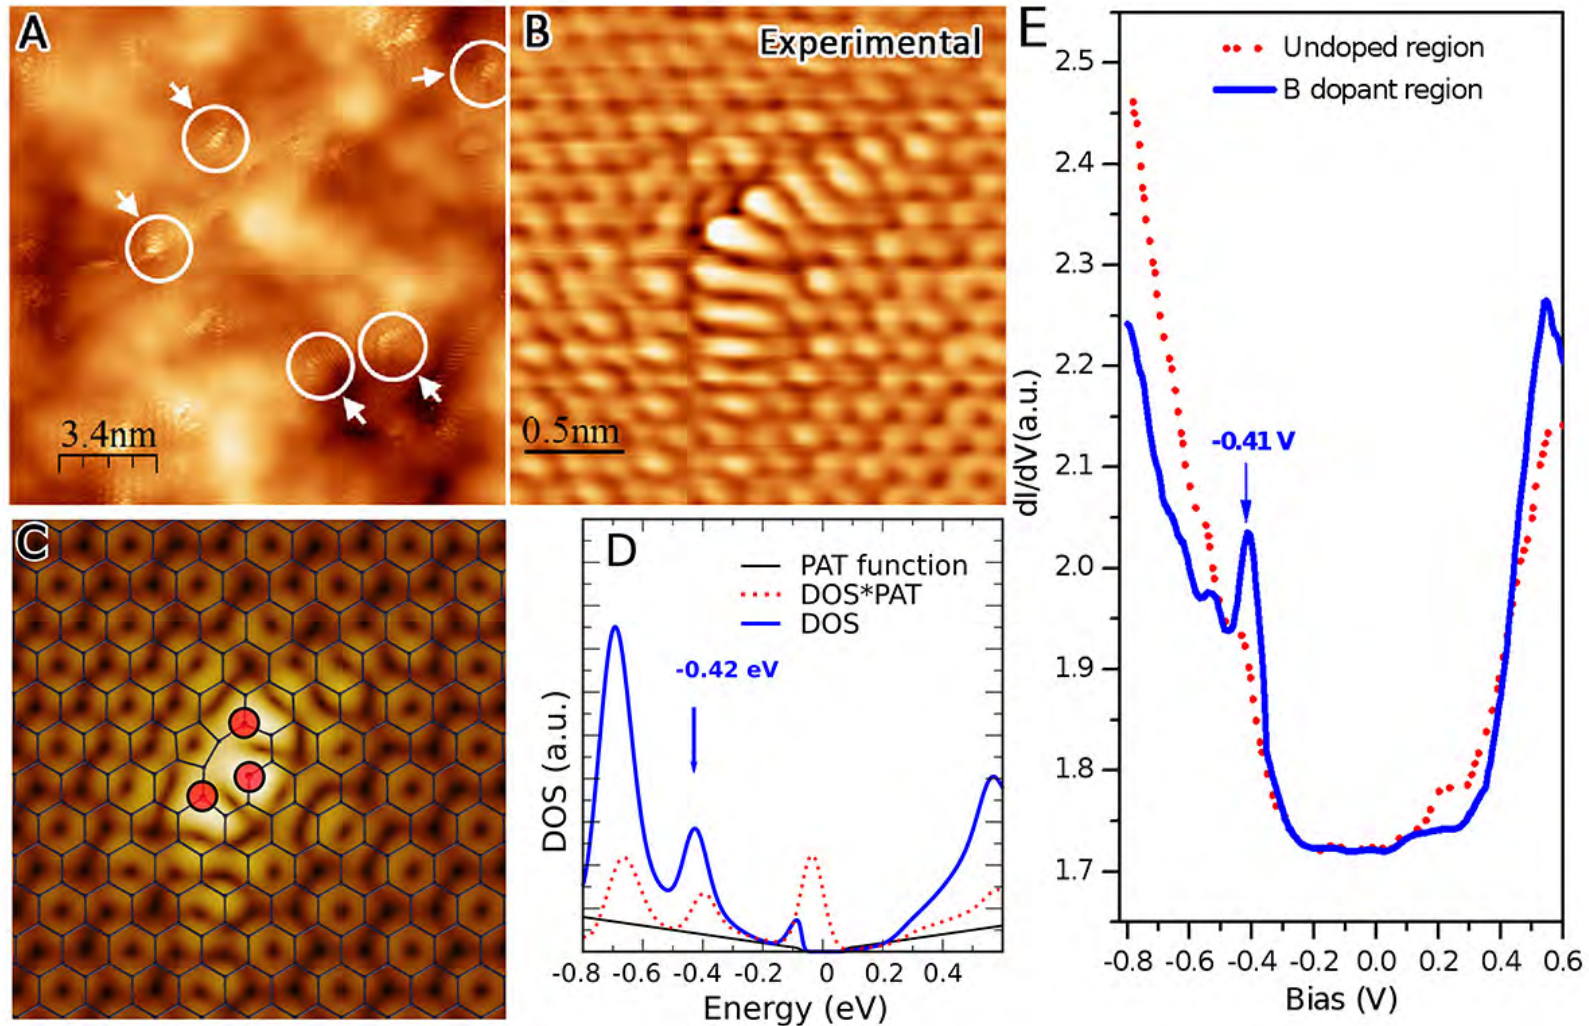 A
3.4nm
B
Experimental
0.5nm
C
D
PAT function
DOS*PAT
DOS
-0.42 eV
DOS (a.u.)
-0.8 -0.6 -0.4 -0.2 0 0.2 0.4
Energy (eV)
E
Undoped region
B dopant region
-0.41 V
dI/dV(a.u.)
2.5
2.4
2.3
2.2
2.1
2.0
1.9
1.8
1.7
-0.8 -0.6 -0.4 -0.2 0.0 0.2 0.4 0.6
Bias (V)